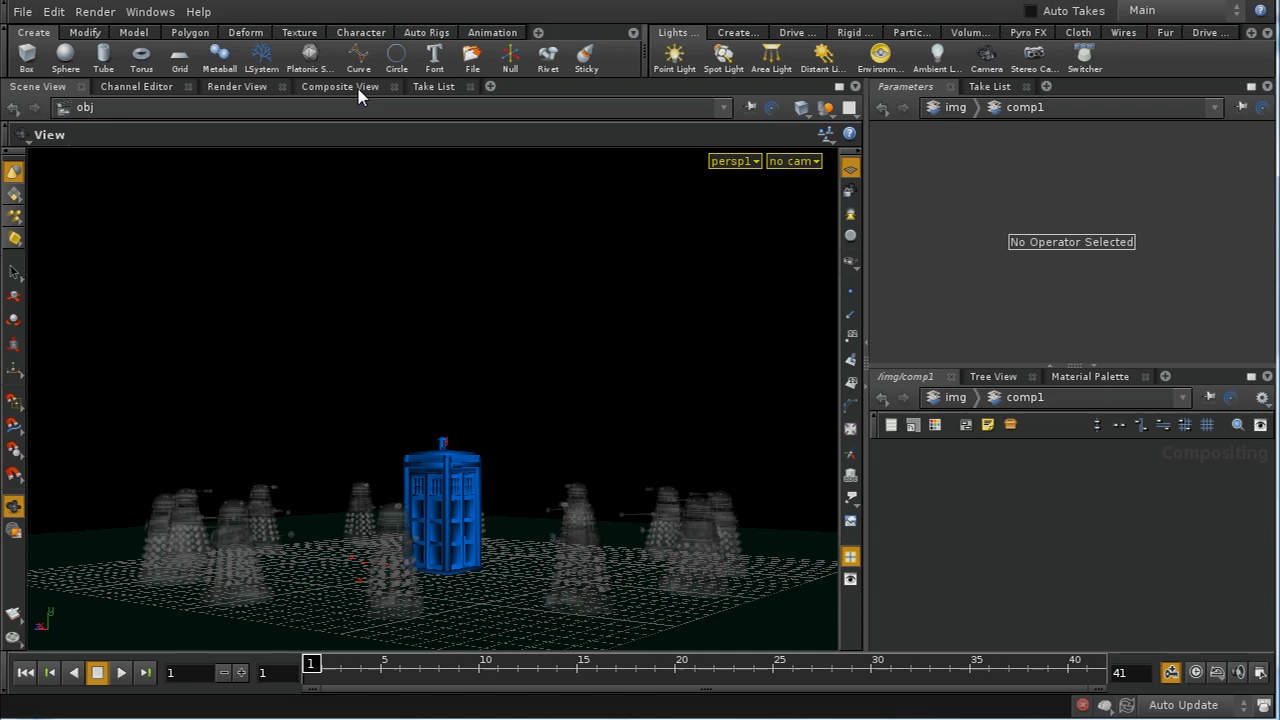 File Edit Render Windows Help Auto Takes Main
Create Modify Model Polygon Deform Texture Character Auto Rigs Animation Lights ... Create... Drive ... Rigid ... Partic... Volum... Pyro FX Cloth Wires Fur Drive ...
Box Sphere Tube Torus Grid Metaball LSystem Platonic S... Curve Circle Font File Null Rivet Sticky Point Light Spot Light Area Light Distant Li... Environm... Ambient L... Camera Stereo Ca... Switcher
Scene View Channel Editor Render View Composite View Take List Parameters Take List
obj img comp1
View
persp1 no cam
No Operator Selected
/img/comp1 Tree View Material Palette
img comp1
Compositing
1 1 1 5 10 15 20 25 30 35 40 41
Auto Update